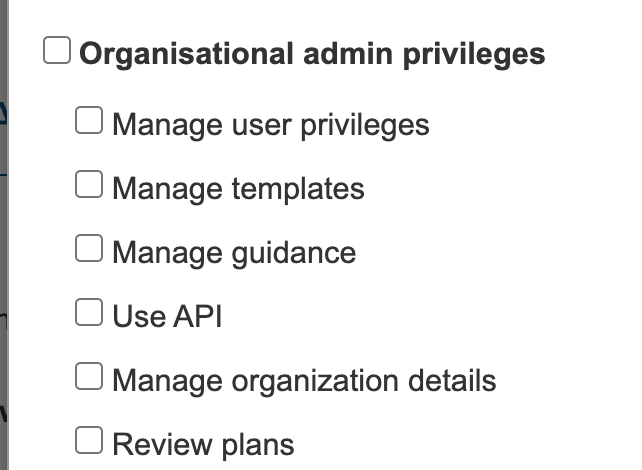 Organisational admin privileges
Manage user privileges
Manage templates
Manage guidance
Use API
Manage organization details
Review plans